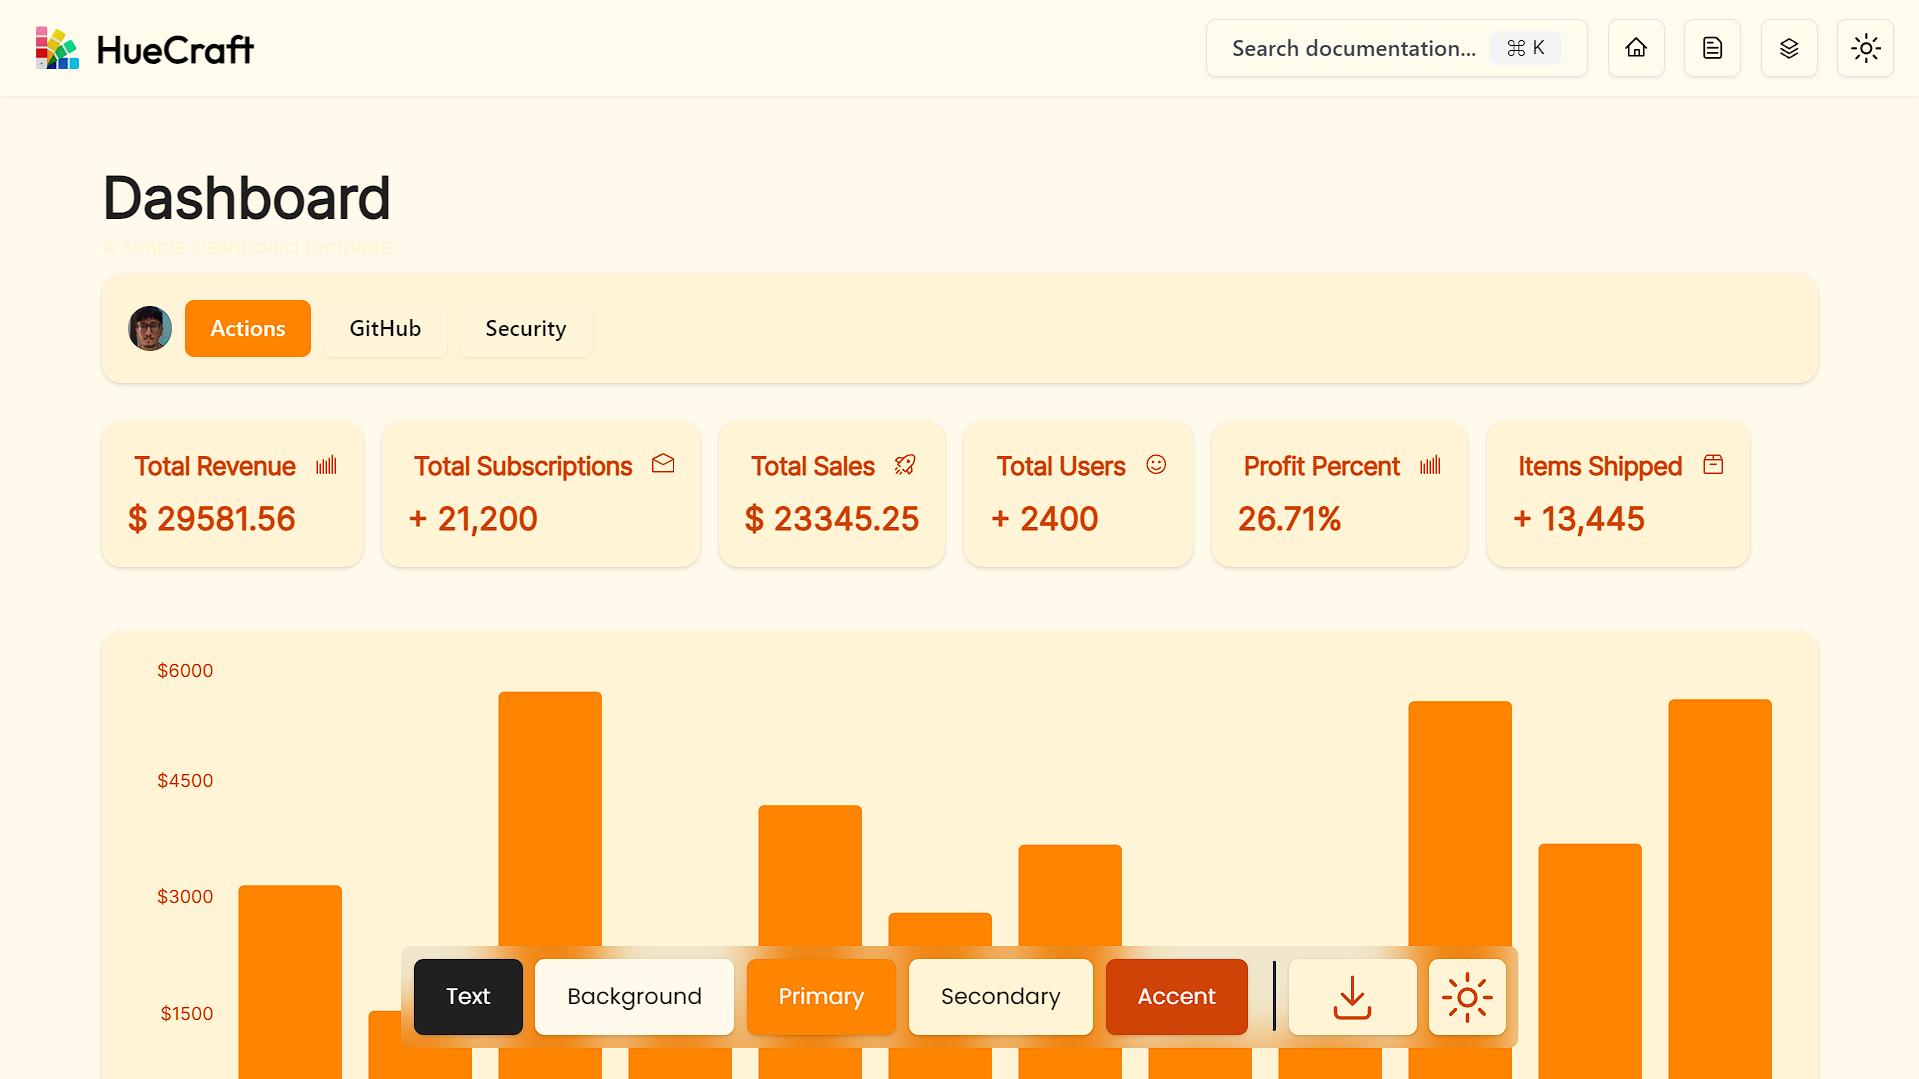 HueCraft
Search documentation... ⌘ K
Dashboard
A simple dashboard template.
Actions GitHub Security
Total Revenue
$ 29581.56
Total Subscriptions
+ 21,200
Total Sales
$ 23345.25
Total Users
+ 2400
Profit Percent
26.71%
Items Shipped
+ 13,445
$6000
$4500
$3000
$1500
Text Background Primary Secondary Accent